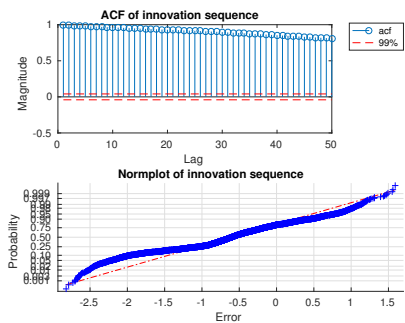 ACF of innovation sequence
1
0.5
0
-0.5
Magnitude
0 10 20 30 40 50
Lag
acf
99%
Normplot of innovation sequence
0.999
0.997
0.99
0.98
0.95
0.90
0.75
0.50
0.25
0.10
0.05
0.02
0.01
0.003
0.001
Probability
-2.5 -2 -1.5 -1 -0.5 0 0.5 1 1.5
Error